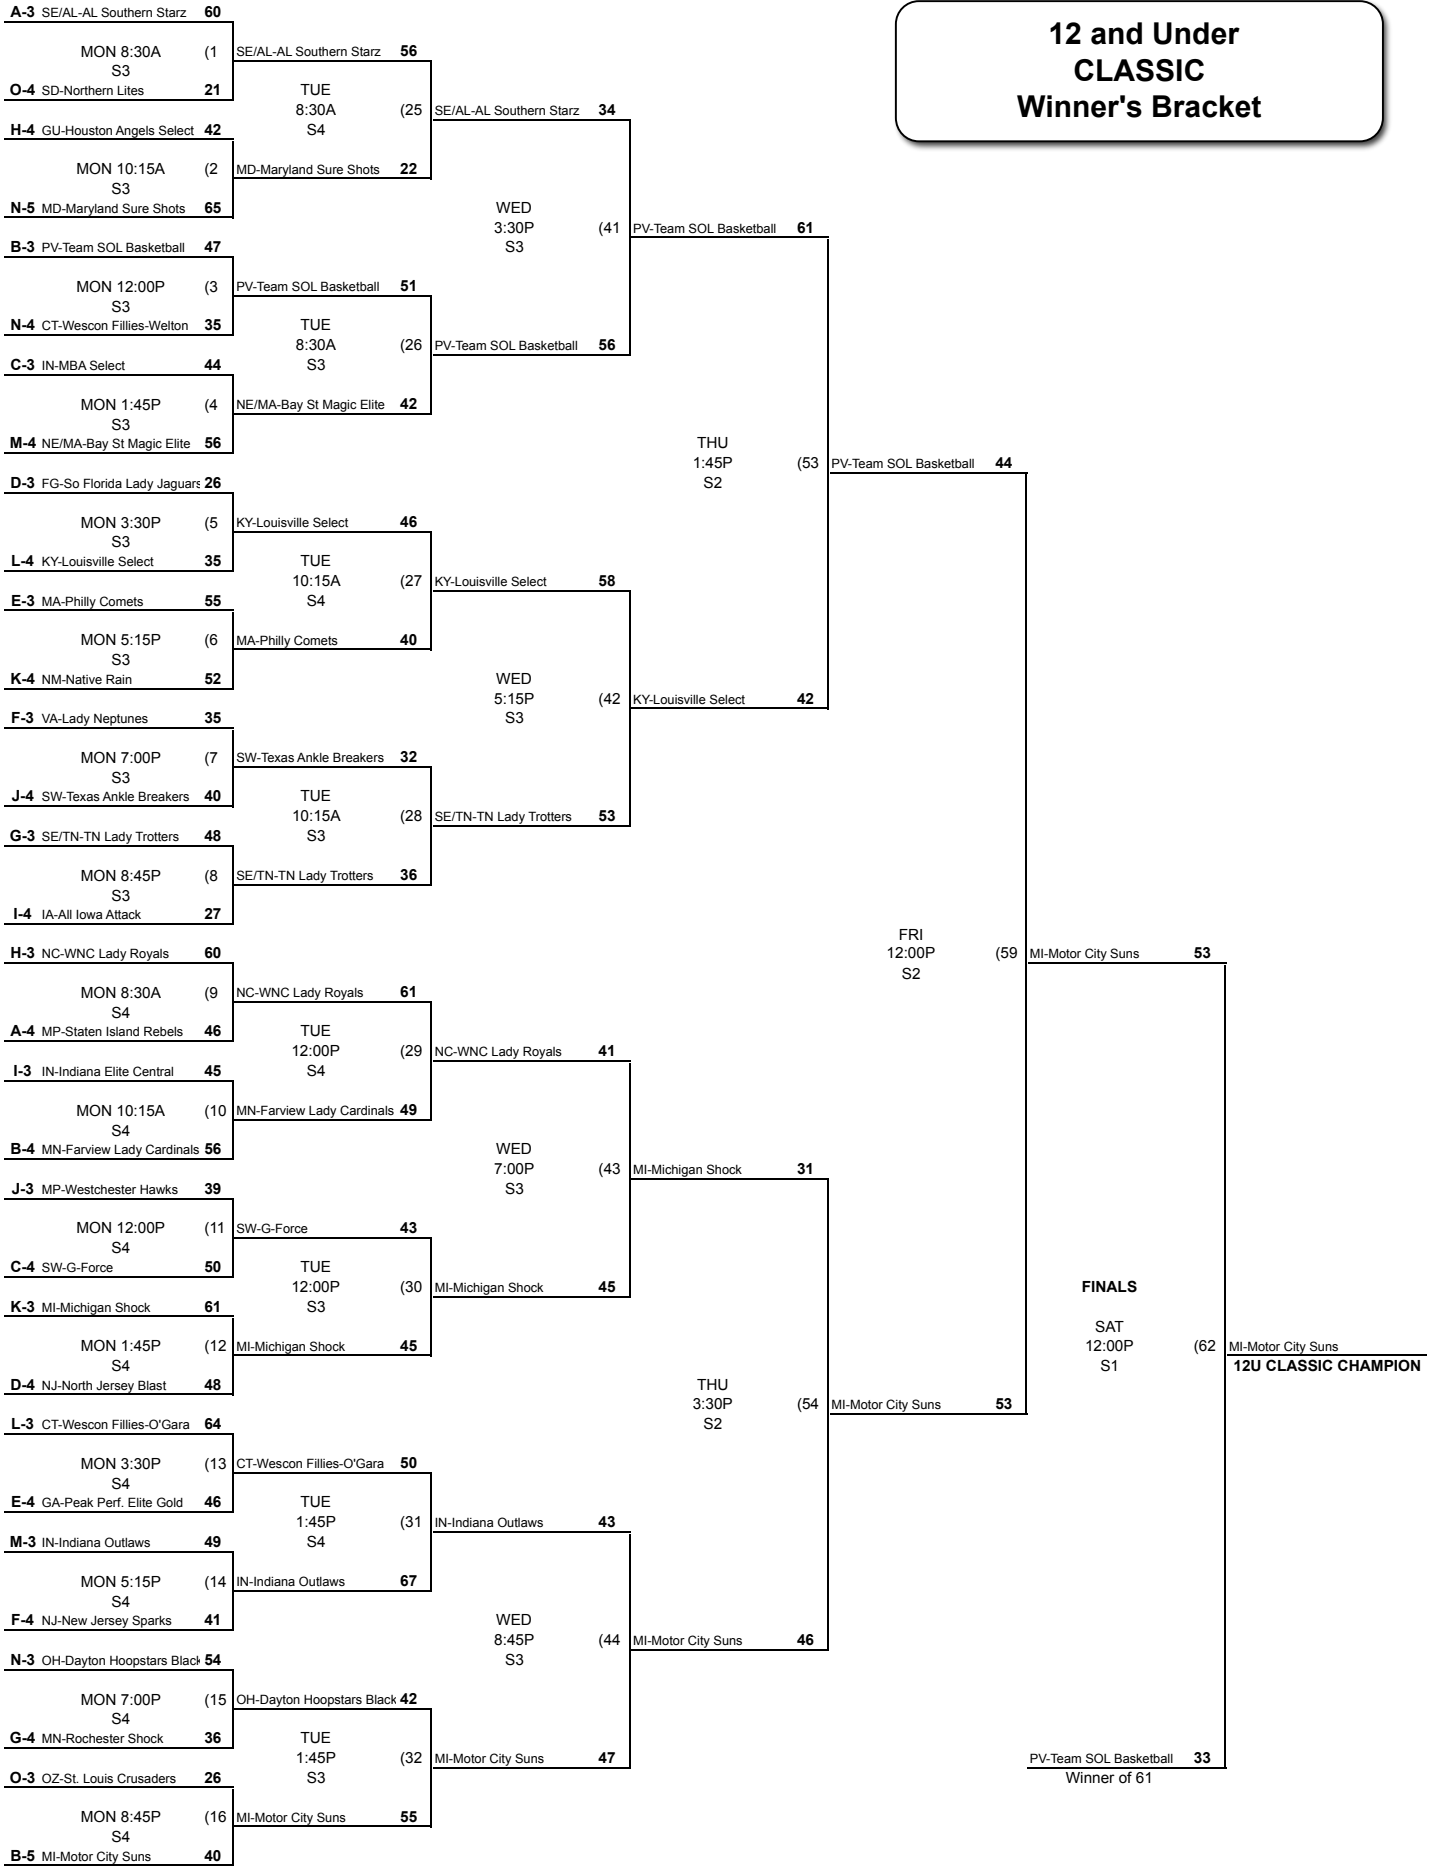 12 and Under
CLASSIC
Winner's Bracket
A-3 SE/AL-AL Southern Starz 60
MON 8:30A (1
S3
O-4 SD-Northern Lites 21
H-4 GU-Houston Angels Select 42
MON 10:15A (2
S3
N-5 MD-Maryland Sure Shots 65
B-3 PV-Team SOL Basketball 47
MON 12:00P (3
S3
N-4 CT-Wescon Fillies-Welton 35
C-3 IN-MBA Select 44
MON 1:45P (4
S3
M-4 NE/MA-Bay St Magic Elite 56
D-3 FG-So Florida Lady Jaguars 26
MON 3:30P (5
S3
L-4 KY-Louisville Select 35
E-3 MA-Philly Comets 55
MON 5:15P (6
S3
K-4 NM-Native Rain 52
F-3 VA-Lady Neptunes 35
MON 7:00P (7
S3
J-4 SW-Texas Ankle Breakers 40
G-3 SE/TN-TN Lady Trotters 48
MON 8:45P (8
S3
I-4 IA-All Iowa Attack 27
H-3 NC-WNC Lady Royals 60
MON 8:30A (9
S4
A-4 MP-Staten Island Rebels 46
I-3 IN-Indiana Elite Central 45
MON 10:15A (10
S4
B-4 MN-Farview Lady Cardinals 56
J-3 MP-Westchester Hawks 39
MON 12:00P (11
S4
C-4 SW-G-Force 50
K-3 MI-Michigan Shock 61
MON 1:45P (12
S4
D-4 NJ-North Jersey Blast 48
L-3 CT-Wescon Fillies-O'Gara 64
MON 3:30P (13
S4
E-4 GA-Peak Perf. Elite Gold 46
M-3 IN-Indiana Outlaws 49
MON 5:15P (14
S4
F-4 NJ-New Jersey Sparks 41
N-3 OH-Dayton Hoopstars Black 54
MON 7:00P (15
S4
G-4 MN-Rochester Shock 36
O-3 OZ-St. Louis Crusaders 26
MON 8:45P (16
S4
B-5 MI-Motor City Suns 40
SE/AL-AL Southern Starz 56
TUE
8:30A (25
S4
MD-Maryland Sure Shots 22
PV-Team SOL Basketball 51
TUE
8:30A (26
S3
NE/MA-Bay St Magic Elite 42
KY-Louisville Select 46
TUE
10:15A (27
S4
MA-Philly Comets 40
SW-Texas Ankle Breakers 32
TUE
10:15A (28
S3
SE/TN-TN Lady Trotters 36
NC-WNC Lady Royals 61
TUE
12:00P (29
S4
MN-Farview Lady Cardinals 49
SW-G-Force 43
TUE
12:00P (30
S3
MI-Michigan Shock 45
CT-Wescon Fillies-O'Gara 50
TUE
1:45P (31
S4
IN-Indiana Outlaws 67
OH-Dayton Hoopstars Black 42
TUE
1:45P (32
S3
MI-Motor City Suns 55
SE/AL-AL Southern Starz 34
WED
3:30P (41
S3
PV-Team SOL Basketball 56
KY-Louisville Select 58
WED
5:15P (42
S3
SE/TN-TN Lady Trotters 53
NC-WNC Lady Royals 41
WED
7:00P (43
S3
MI-Michigan Shock 45
IN-Indiana Outlaws 43
WED
8:45P (44
S3
MI-Motor City Suns 47
PV-Team SOL Basketball 61
THU
1:45P (53
S2
KY-Louisville Select 42
MI-Michigan Shock 31
THU
3:30P (54
S2
MI-Motor City Suns 46
PV-Team SOL Basketball 44
FRI
12:00P (59
S2
MI-Motor City Suns 53
MI-Motor City Suns 53
FINALS
SAT
12:00P (62
S1
PV-Team SOL Basketball 33
Winner of 61
MI-Motor City Suns
12U CLASSIC CHAMPION